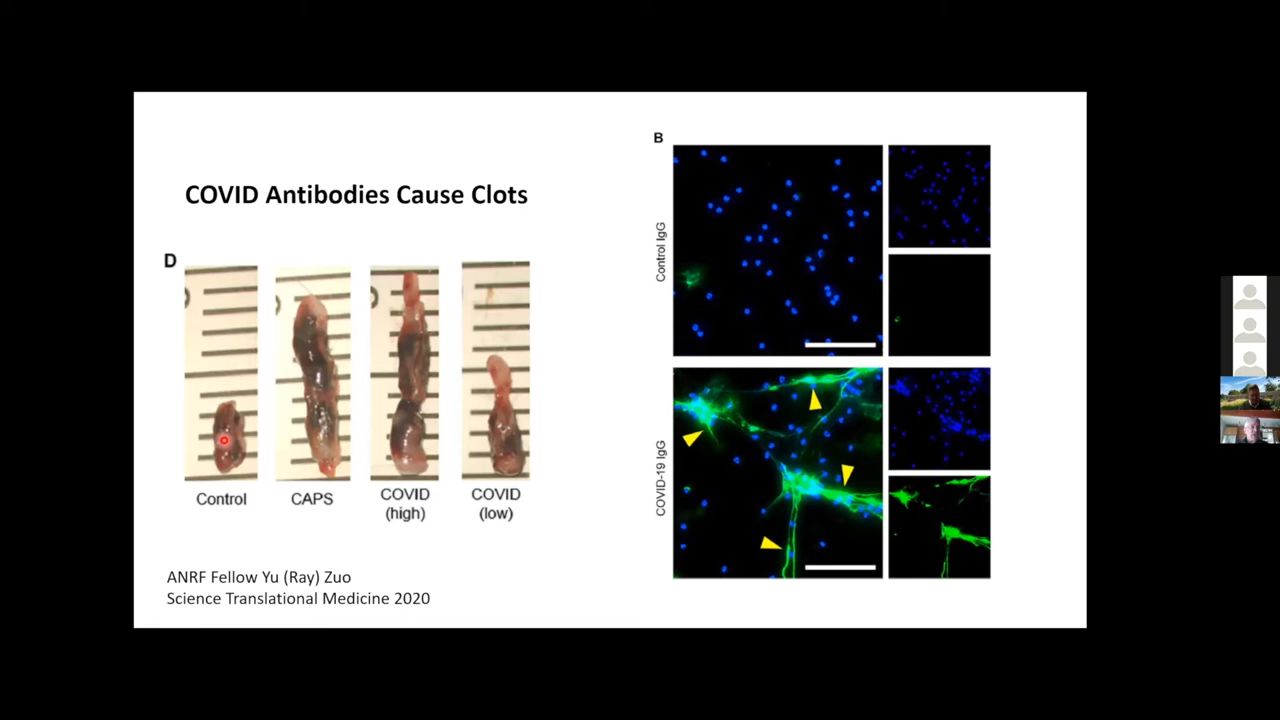 COVID Antibodies Cause Clots
D
Control
CAPS
COVID
(high)
COVID
(low)
ANRF Fellow Yu (Ray) Zuo
Science Translational Medicine 2020
B
Control IgG
COVID-19 IgG